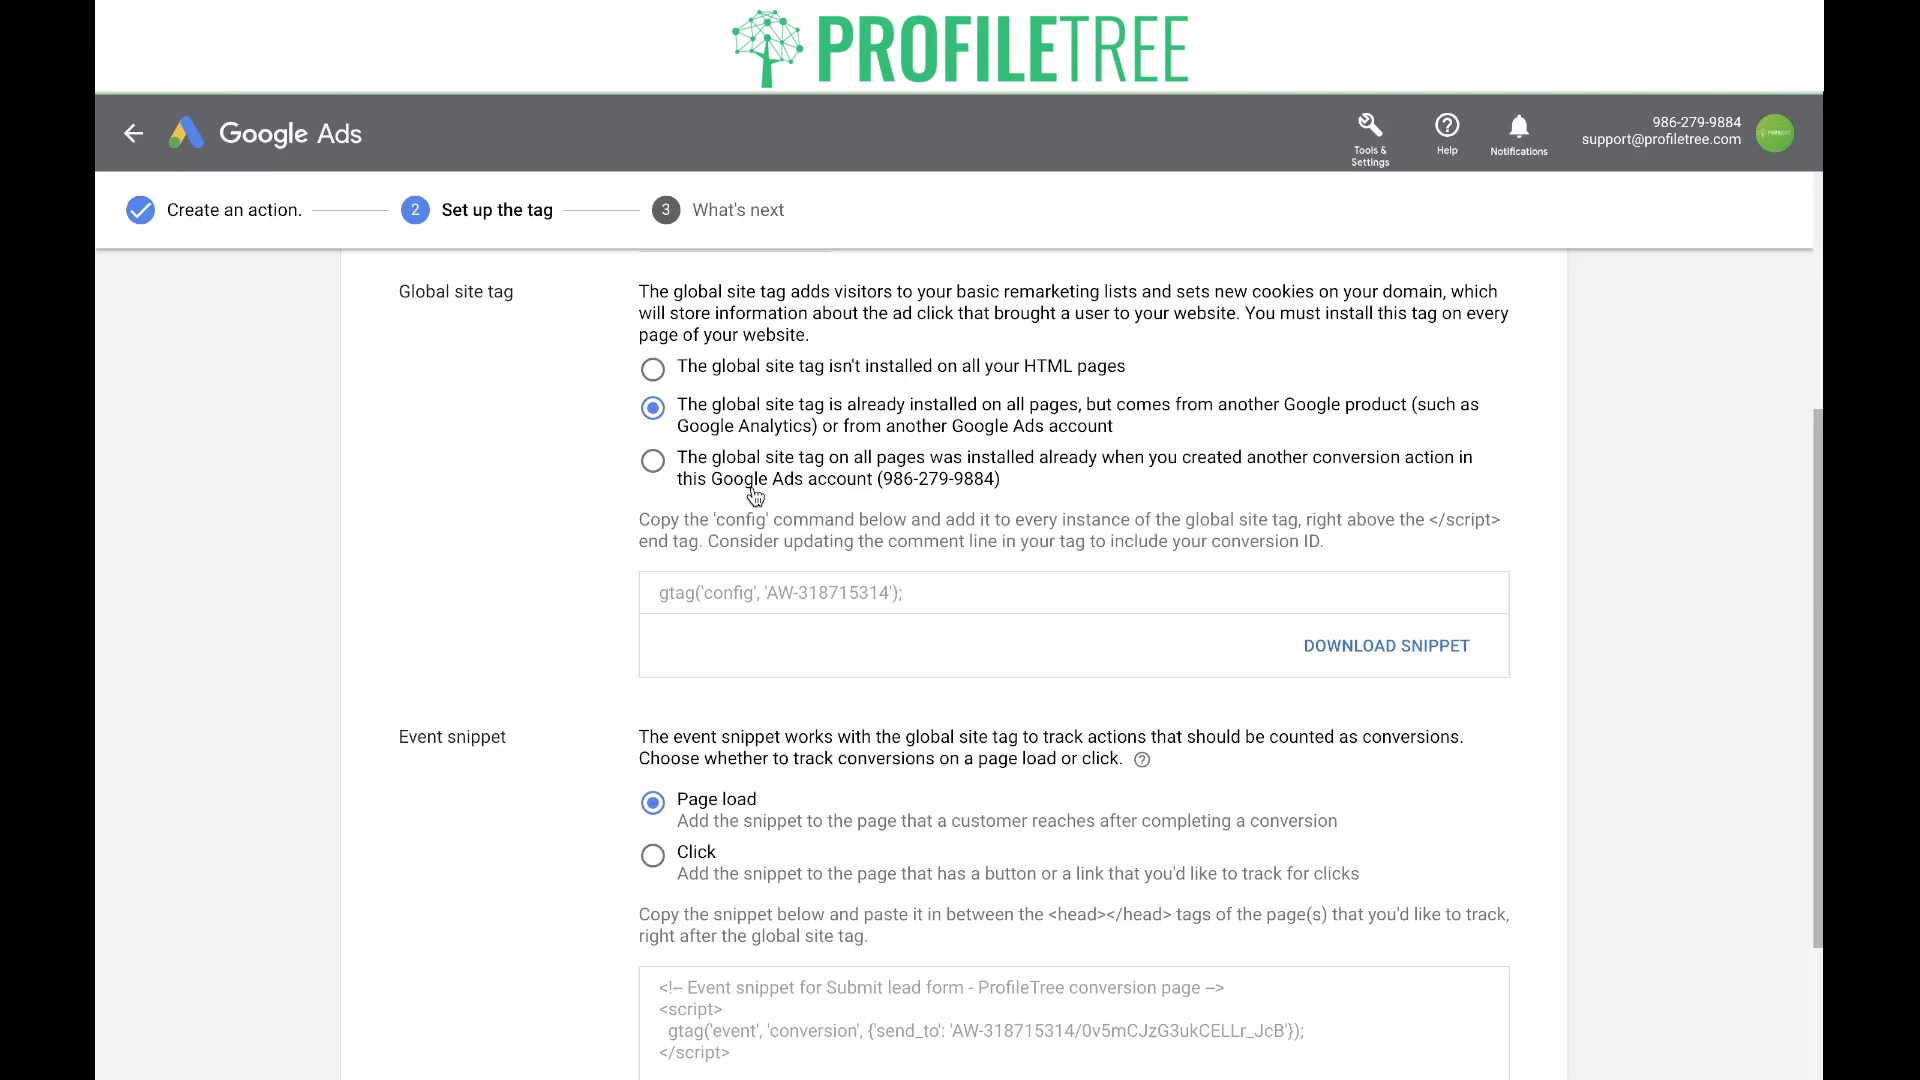 PROFILETREE
Google Ads
Tools & Settings
Help
Notifications
986-279-9884
support@profiletree.com
Create an action.
2 Set up the tag
3 What's next
Global site tag
The global site tag adds visitors to your basic remarketing lists and sets new cookies on your domain, which
will store information about the ad click that brought a user to your website. You must install this tag on every
page of your website.
The global site tag isn't installed on all your HTML pages
The global site tag is already installed on all pages, but comes from another Google product (such as
Google Analytics) or from another Google Ads account
The global site tag on all pages was installed already when you created another conversion action in
this Google Ads account (986-279-9884)
Copy the 'config' command below and add it to every instance of the global site tag, right above the </script>
end tag. Consider updating the comment line in your tag to include your conversion ID.
gtag('config', 'AW-318715314');
DOWNLOAD SNIPPET
Event snippet
The event snippet works with the global site tag to track actions that should be counted as conversions.
Choose whether to track conversions on a page load or click.
Page load
Add the snippet to the page that a customer reaches after completing a conversion
Click
Add the snippet to the page that has a button or a link that you'd like to track for clicks
Copy the snippet below and paste it in between the <head></head> tags of the page(s) that you'd like to track,
right after the global site tag.
<!-- Event snippet for Submit lead form - ProfileTree conversion page -->
<script>
gtag('event', 'conversion', {'send_to': 'AW-318715314/0v5mCJzG3ukCELLr_JcB'});
</script>